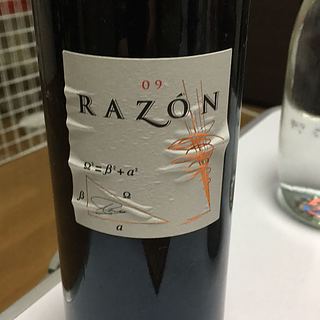 09
RAZÓN
Ω² = β² + a²
β
Ω
a